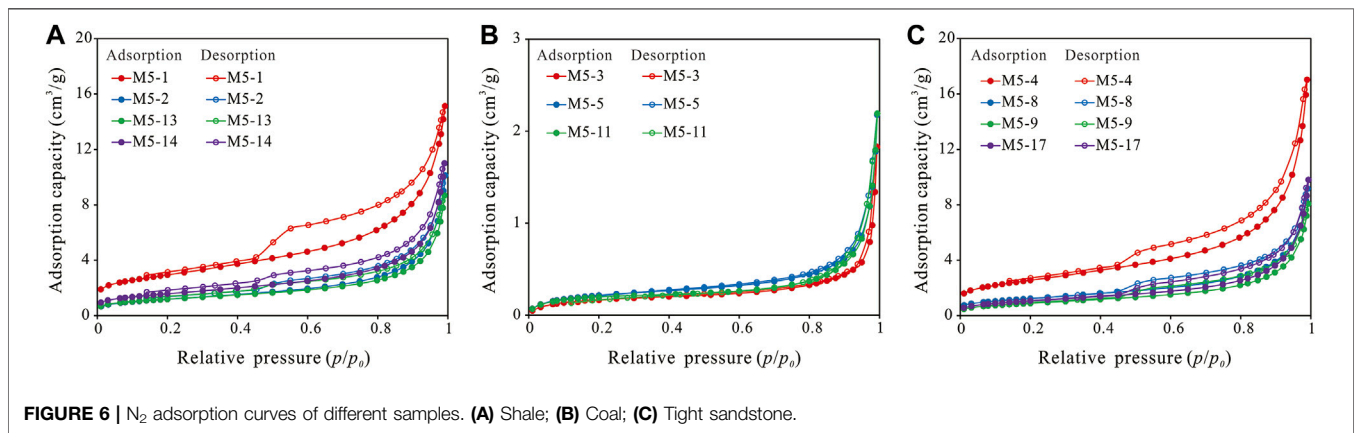 A
20
16
12
8
4
0
Adsorption capacity (cm³/g)
Adsorption Desorption
M5-1 M5-1
M5-2 M5-2
M5-13 M5-13
M5-14 M5-14
0.2 0.4 0.6 0.8 1
Relative pressure (p/p₀)
B
3
2
1
0
Adsorption capacity (cm³/g)
Adsorption Desorption
M5-3 M5-3
M5-5 M5-5
M5-11 M5-11
0 0.2 0.4 0.6 0.8 1
Relative pressure (p/p₀)
C
20
16
12
8
4
0
Adsorption capacity (cm³/g)
Adsorption Desorption
M5-4 M5-4
M5-8 M5-8
M5-9 M5-9
M5-17 M5-17
0 0.2 0.4 0.6 0.8 1
Relative pressure (p/p₀)
FIGURE 6 | N₂ adsorption curves of different samples. (A) Shale; (B) Coal; (C) Tight sandstone.